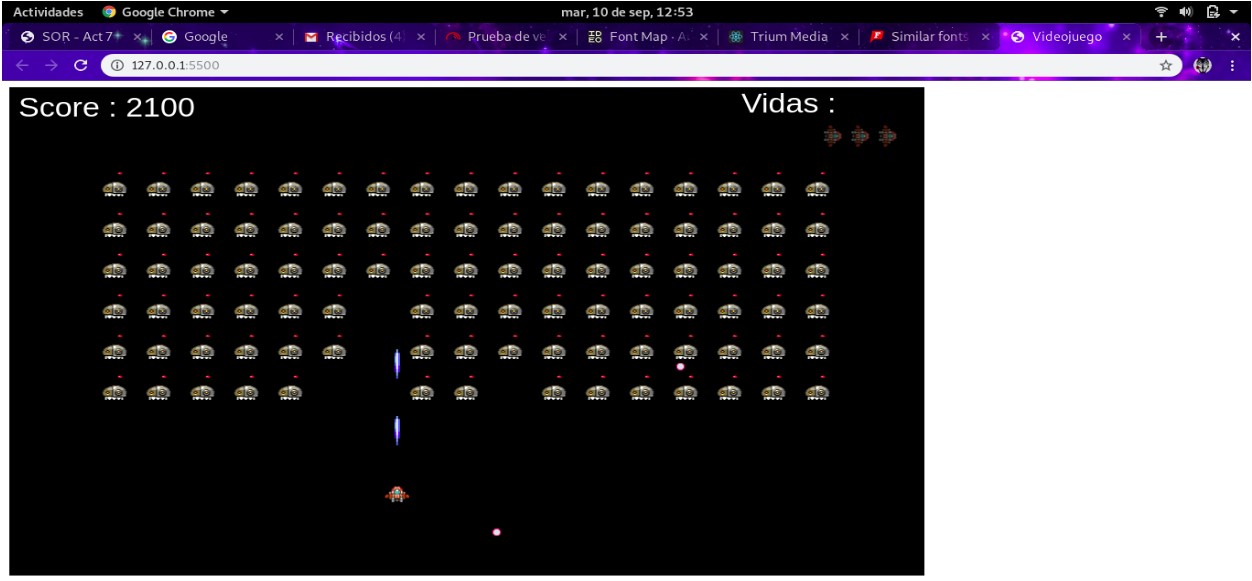 Actividades Google Chrome mar, 10 de sep, 12:53
SOR - Act 7 Google Recibidos (4 Prueba de ve Font Map · A Trium Media Similar fonts Videojuego
127.0.0.1:5500
Score : 2100 Vidas :